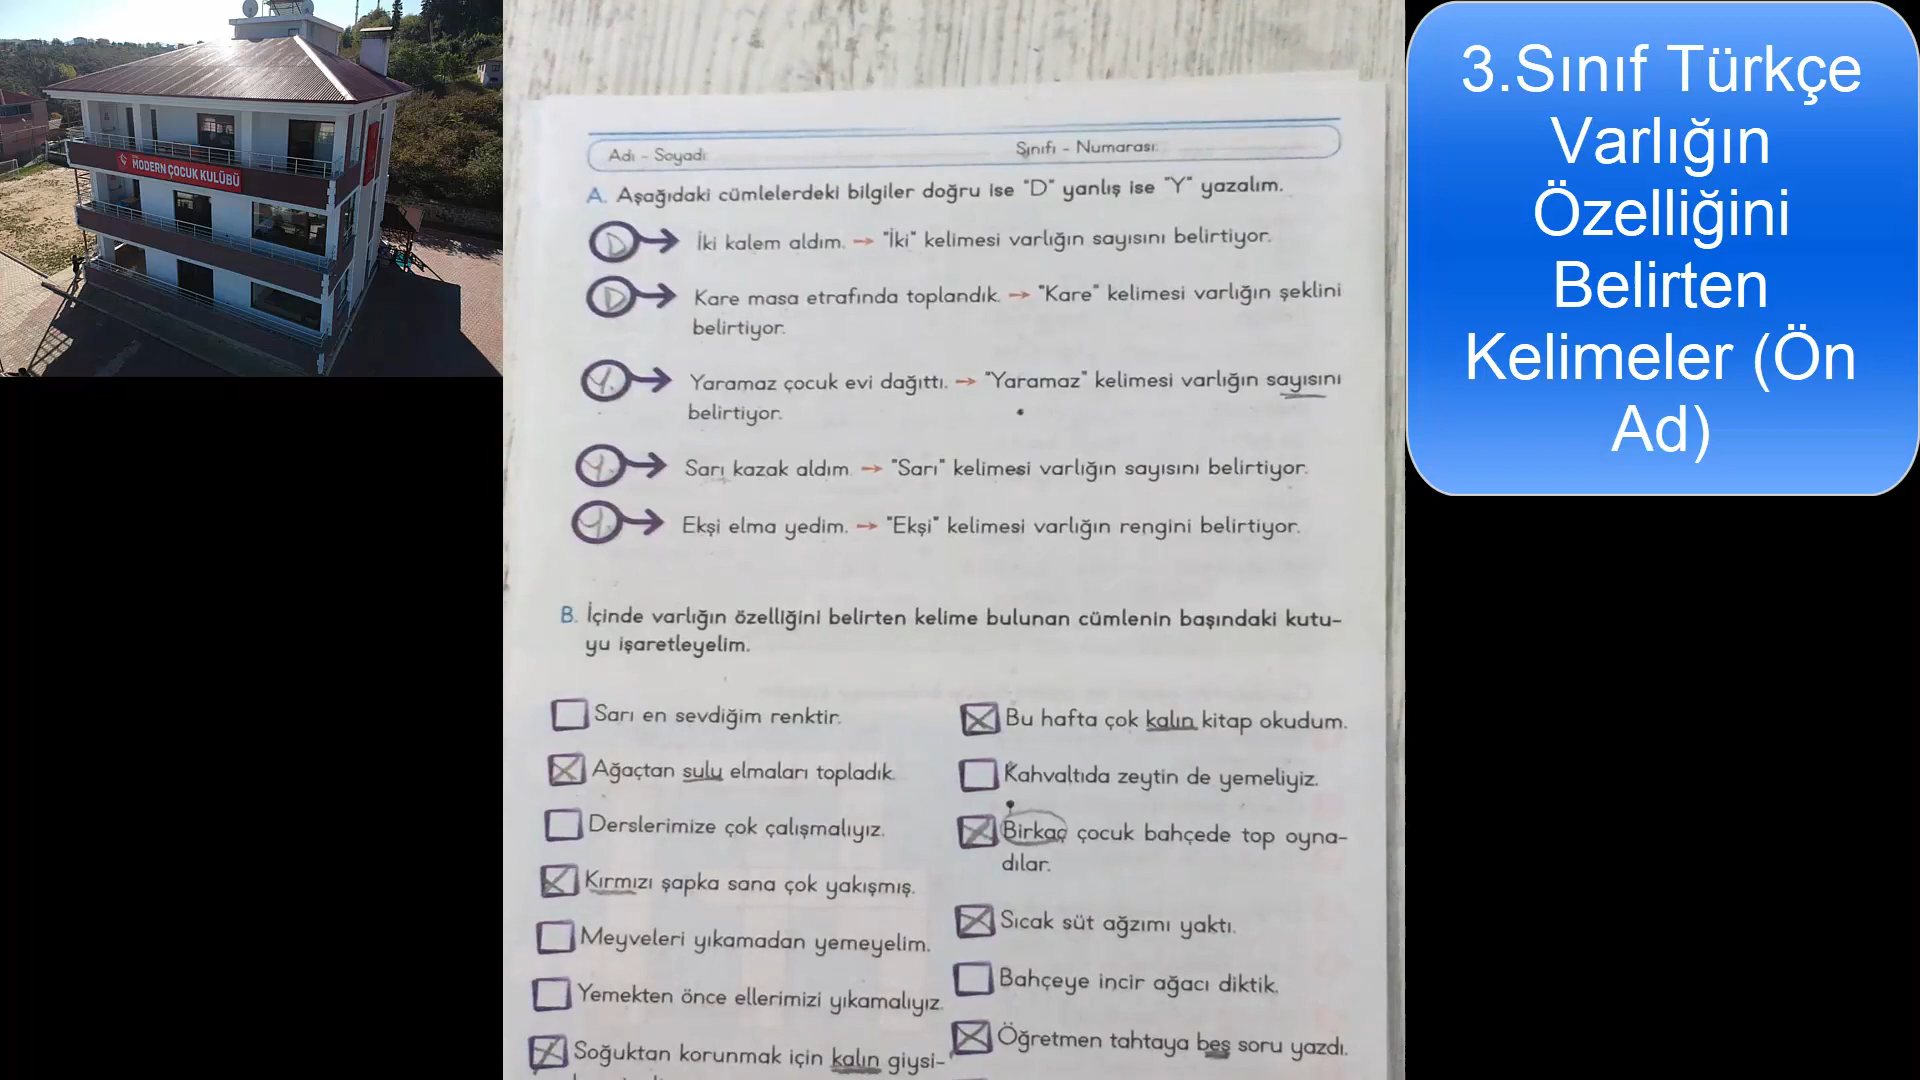 MODERN ÇOCUK KULÜBÜ
Adı - Soyadı:
Sınıfı - Numarası:
A. Aşağıdaki cümlelerdeki bilgiler doğru ise "D" yanlış ise "Y" yazalım.
D İki kalem aldım. → "İki" kelimesi varlığın sayısını belirtiyor.
D Kare masa etrafında toplandık. → "Kare" kelimesi varlığın şeklini
belirtiyor.
Y. Yaramaz çocuk evi dağıttı. → "Yaramaz" kelimesi varlığın sayısını
belirtiyor.
Y. Sarı kazak aldım. → "Sarı" kelimesi varlığın sayısını belirtiyor.
Y. Ekşi elma yedim. → "Ekşi" kelimesi varlığın rengini belirtiyor.
B. İçinde varlığın özelliğini belirten kelime bulunan cümlenin başındaki kutu-
yu işaretleyelim.
Sarı en sevdiğim renktir.
Ağaçtan sulu elmaları topladık.
Derslerimize çok çalışmalıyız.
Kırmızı şapka sana çok yakışmış.
Meyveleri yıkamadan yemeyelim.
Yemekten önce ellerimizi yıkamalıyız.
Soğuktan korunmak için kalın giysi-
Bu hafta çok kalın kitap okudum.
Kahvaltıda zeytin de yemeliyiz.
Birkaç çocuk bahçede top oyna-
dılar.
Sıcak süt ağzımı yaktı.
Bahçeye incir ağacı diktik.
Öğretmen tahtaya beş soru yazdı.
3.Sınıf Türkçe
Varlığın
Özelliğini
Belirten
Kelimeler (Ön
Ad)